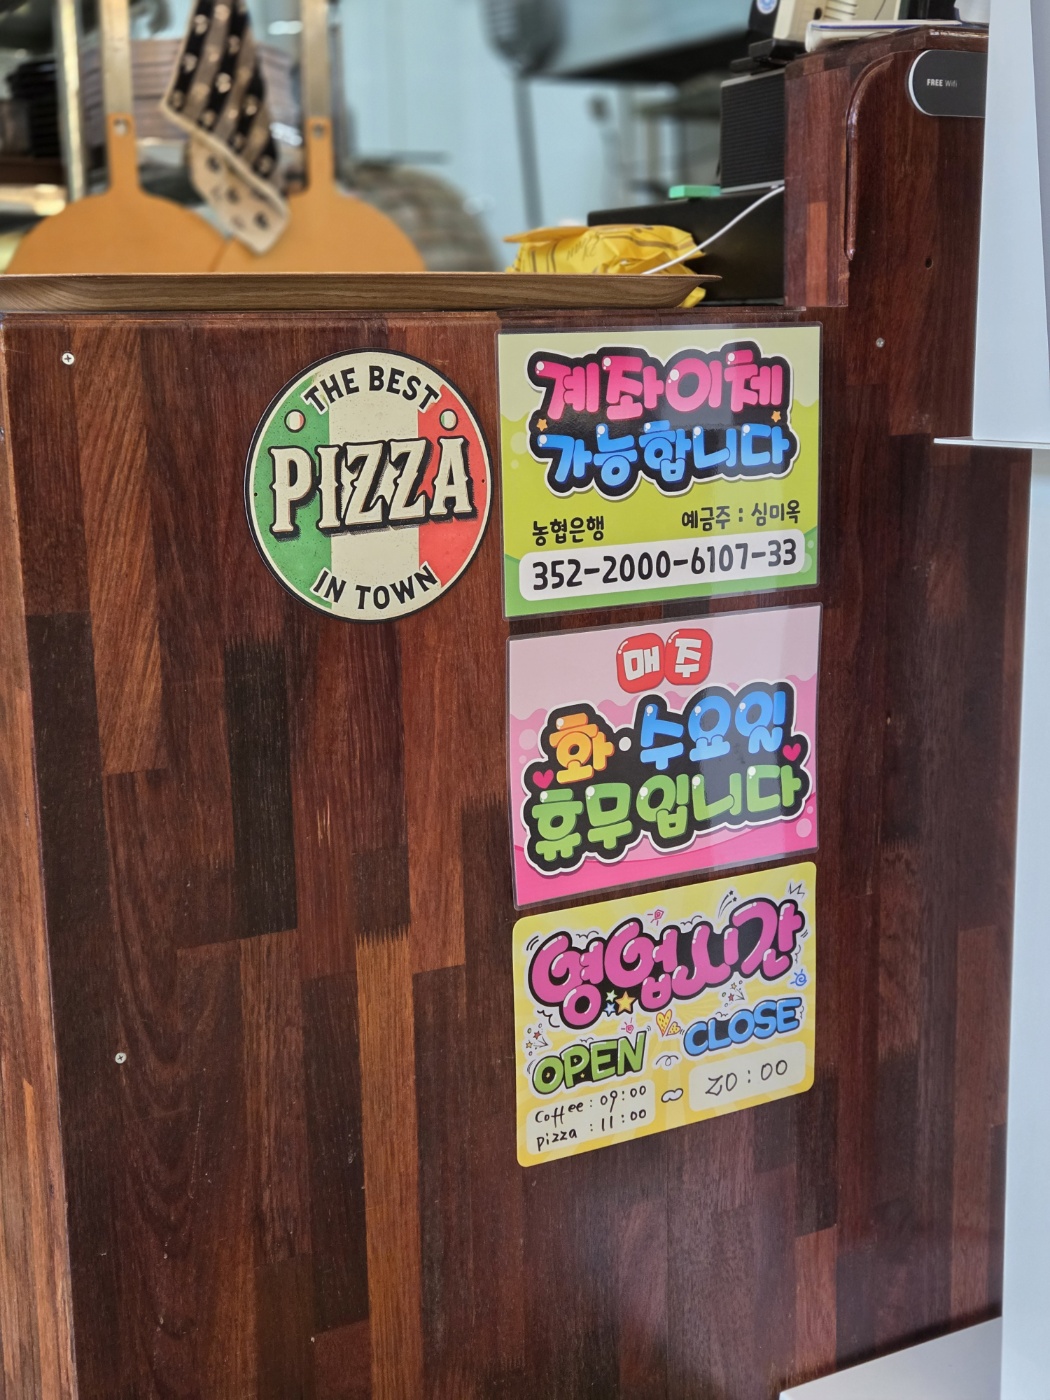 FREE Wifi
THE BEST
PIZZA
IN TOWN
계좌이체
가능합니다
농협은행 예금주 : 심미옥
352-2000-6107-33
매주
화·수요일
휴무입니다
영업시간
OPEN CLOSE
Coffee : 09:00 ~ 20:00
pizza : 11:00